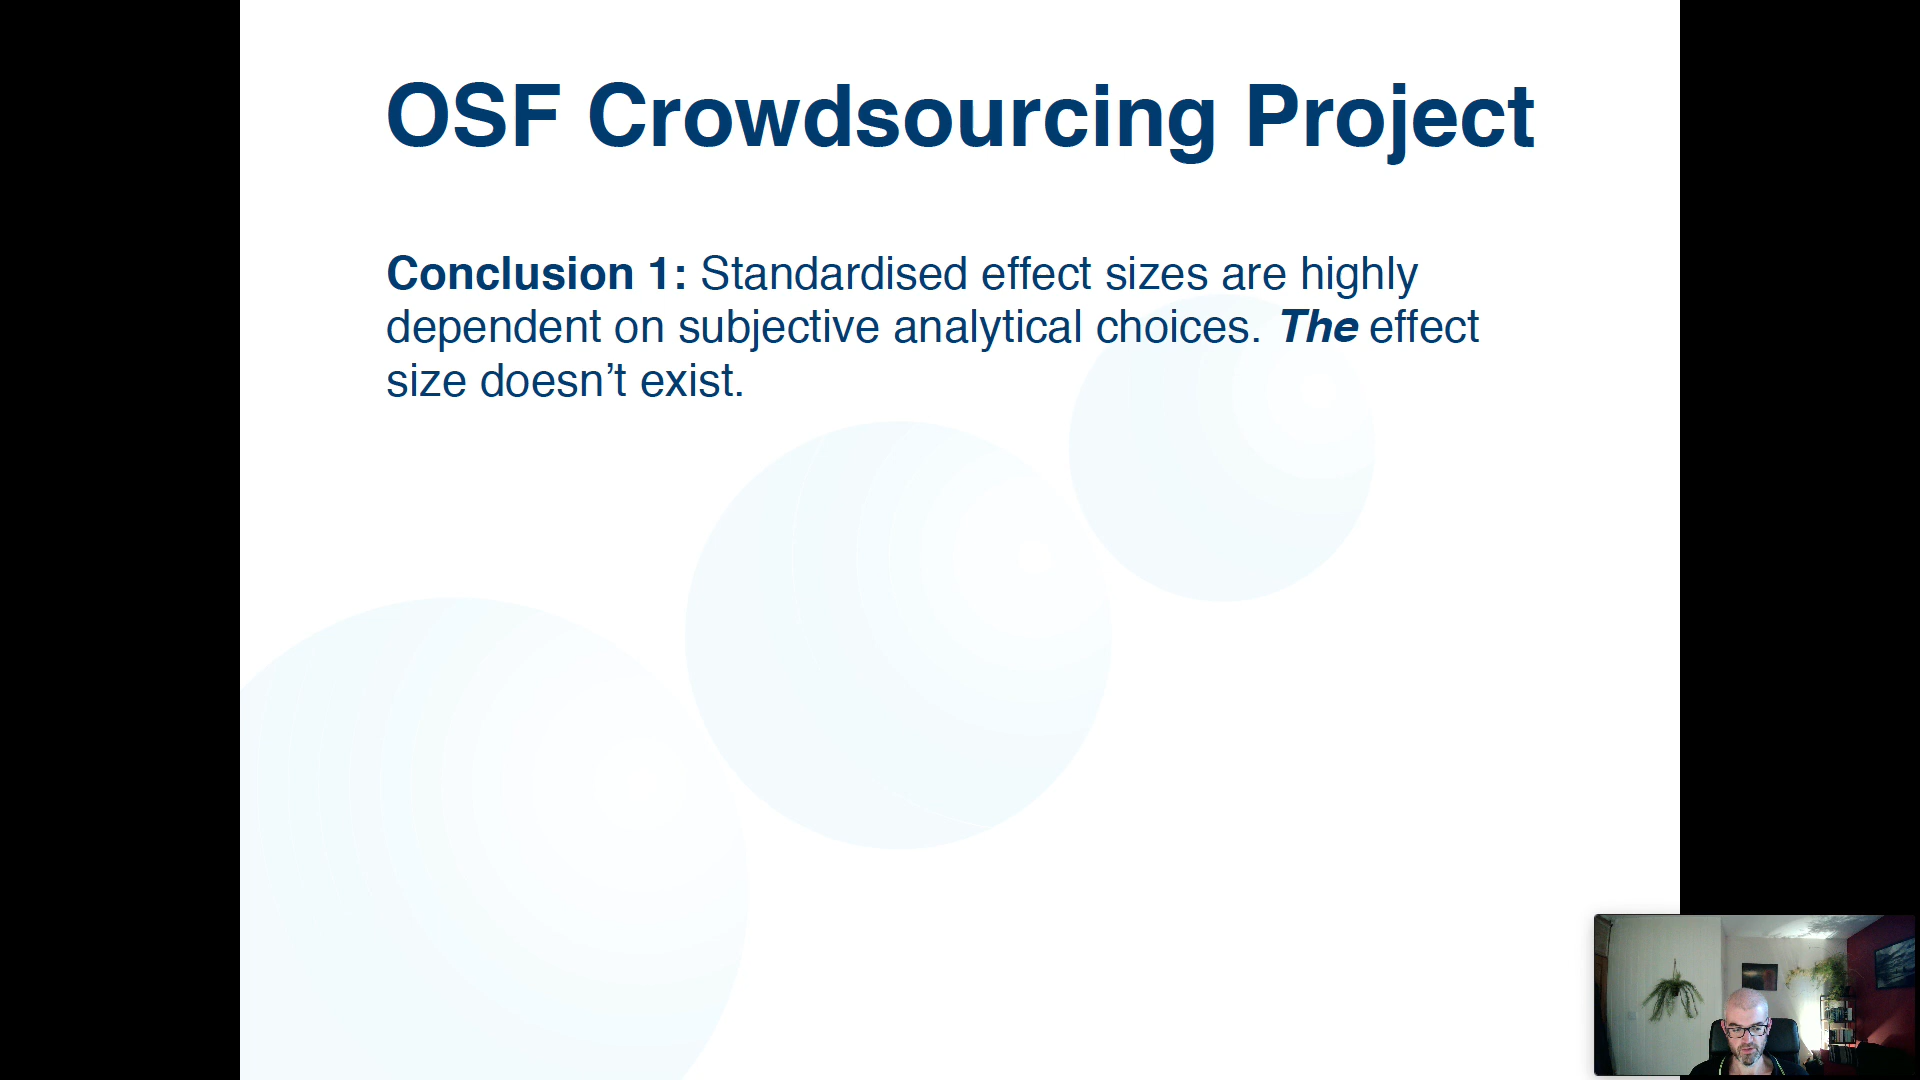 OSF Crowdsourcing Project
Conclusion 1: Standardised effect sizes are highly
dependent on subjective analytical choices. The effect
size doesn’t exist.